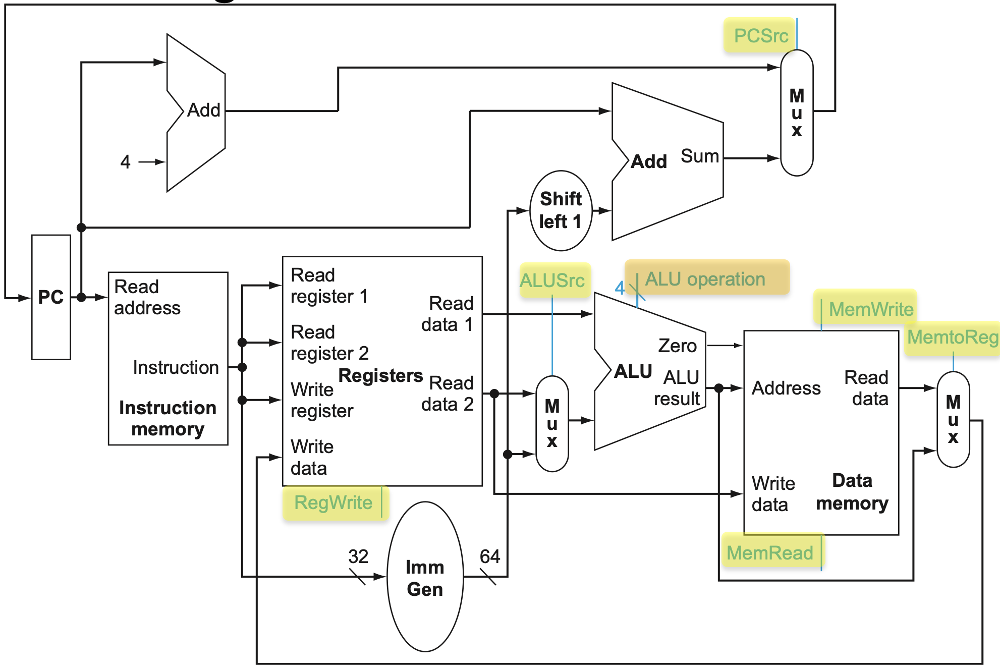 PCSrc
M
u
x
Add
4
Add
Sum
Shift
left 1
PC
Read
address
Instruction
Instruction
memory
Read
register 1
Read
register 2
Write
register
Write
data
Registers
Read
data 1
Read
data 2
RegWrite
ALUSrc
M
u
x
4
ALU operation
Zero
ALU
ALU
result
MemWrite
MemtoReg
Address
Read
data
Write
data
Data
memory
MemRead
M
u
x
32
Imm
Gen
64